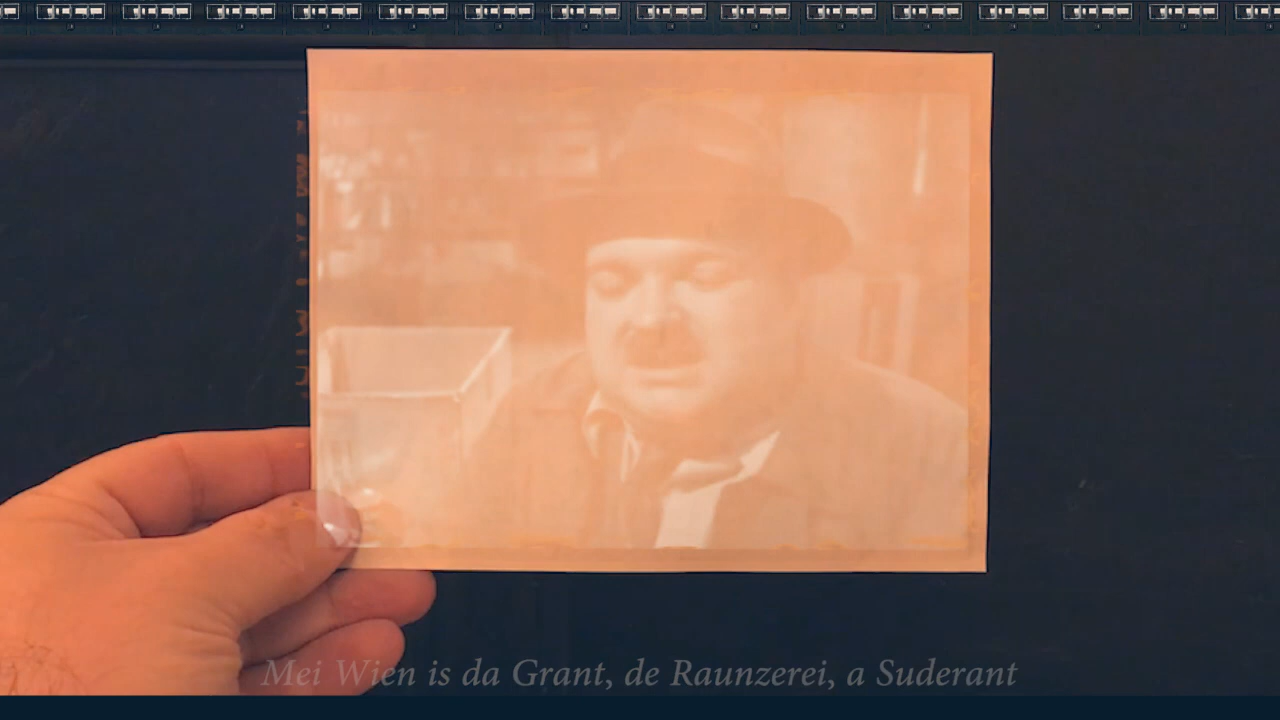 Mei Wien is da Grant, de Raunzerei, a Suderant